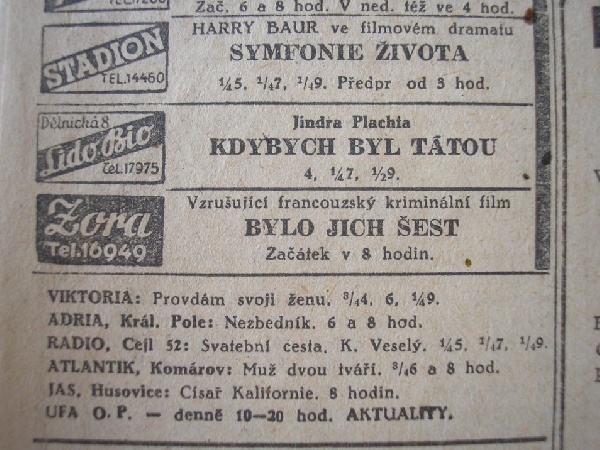 Zač. 6 a 8 hod. V ned. též ve 4 hod.
STADION
TEL.14460
HARRY BAUR ve filmovém dramatu
SYMFONIE ŽIVOTA
¼5, ¼7, ¼9. Předpr od 3 hod.
Dělnická 8
Lido Bio
Tel.17975
Jindra Plachta
KDYBYCH BYL TÁTOU
4, ¼7, ½9.
Zora
Tel.16949
Vzrušující francouzský kriminální film
BYLO JICH ŠEST
Začátek v 8 hodin.
VIKTORIA: Provdám svoji ženu. ¾4, 6, ¼9.
ADRIA, Král. Pole: Nezbedník. 6 a 8 hod.
RADIO, Cejl 52: Svatební cesta. K. Veselý. ¼5, ¼7, ¼9.
ATLANTIK, Komárov: Muž dvou tváří. ¾6 a 8 hod.
JAS, Husovice: Císař Kalifornie. 8 hodin.
UFA O. P. — denně 10—20 hod. AKTUALITY.